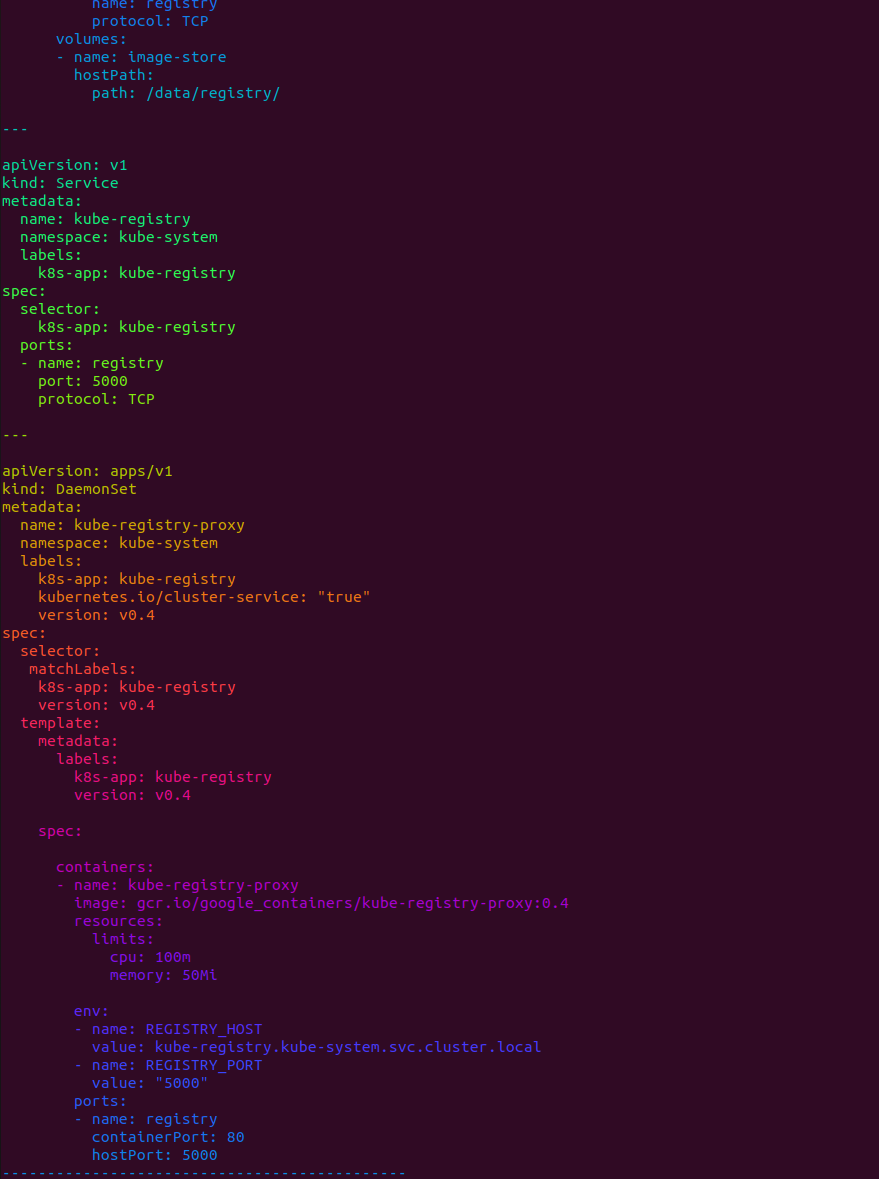 name: registry
          protocol: TCP
      volumes:
      - name: image-store
        hostPath:
          path: /data/registry/

---

apiVersion: v1
kind: Service
metadata:
  name: kube-registry
  namespace: kube-system
  labels:
    k8s-app: kube-registry
spec:
  selector:
    k8s-app: kube-registry
  ports:
  - name: registry
    port: 5000
    protocol: TCP

---

apiVersion: apps/v1
kind: DaemonSet
metadata:
  name: kube-registry-proxy
  namespace: kube-system
  labels:
    k8s-app: kube-registry
    kubernetes.io/cluster-service: "true"
    version: v0.4
spec:
  selector:
   matchLabels:
    k8s-app: kube-registry
    version: v0.4
  template:
    metadata:
      labels:
        k8s-app: kube-registry
        version: v0.4

    spec:

      containers:
      - name: kube-registry-proxy
        image: gcr.io/google_containers/kube-registry-proxy:0.4
        resources:
          limits:
            cpu: 100m
            memory: 50Mi

        env:
        - name: REGISTRY_HOST
          value: kube-registry.kube-system.svc.cluster.local
        - name: REGISTRY_PORT
          value: "5000"
        ports:
        - name: registry
          containerPort: 80
          hostPort: 5000
---------------------------------------------